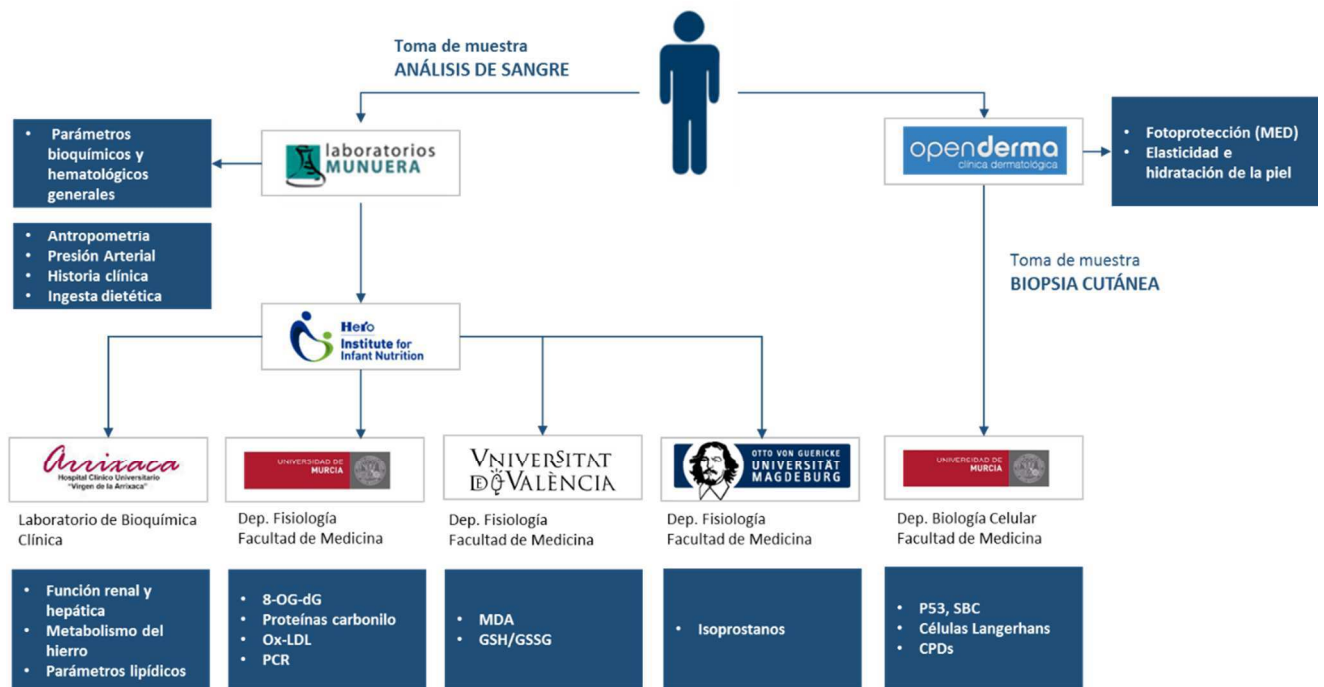 Toma de muestra
ANÁLISIS DE SANGRE
laboratorios
MUNUERA
openderma
clínica dermatológica
• Parámetros
bioquímicos y
hematológicos
generales
• Fotoprotección (MED)
• Elasticidad e
hidratación de la piel
• Antropometría
• Presión Arterial
• Historia clínica
• Ingesta dietética
Toma de muestra
BIOPSIA CUTÁNEA
Hero
Institute for
Infant Nutrition
Arrixaca
Hospital Clínico Universitario
"Virgen de la Arrixaca"
UNIVERSIDAD DE
MURCIA
VNIVERSITAT
DE VALÈNCIA
OTTO VON GUERICKE
UNIVERSITÄT
MAGDEBURG
UNIVERSIDAD DE
MURCIA
Laboratorio de Bioquímica
Clínica
Dep. Fisiología
Facultad de Medicina
Dep. Fisiología
Facultad de Medicina
Dep. Fisiología
Facultad de Medicina
Dep. Biología Celular
Facultad de Medicina
• Función renal y
hepática
• Metabolismo del
hierro
• Parámetros lipídicos
• 8-OG-dG
• Proteínas carbonilo
• Ox-LDL
• PCR
• MDA
• GSH/GSSG
• Isoprostanos
• P53, SBC
• Células Langerhans
• CPDs